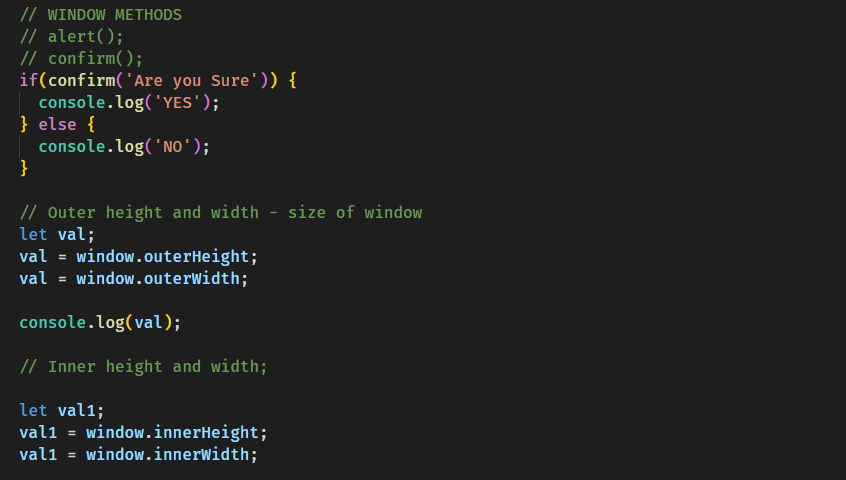 // WINDOW METHODS
// alert();
// confirm();
if(confirm('Are you Sure')) {
  console.log('YES');
} else {
  console.log('NO');
}

// Outer height and width - size of window
let val;
val = window.outerHeight;
val = window.outerWidth;

console.log(val);

// Inner height and width;

let val1;
val1 = window.innerHeight;
val1 = window.innerWidth;